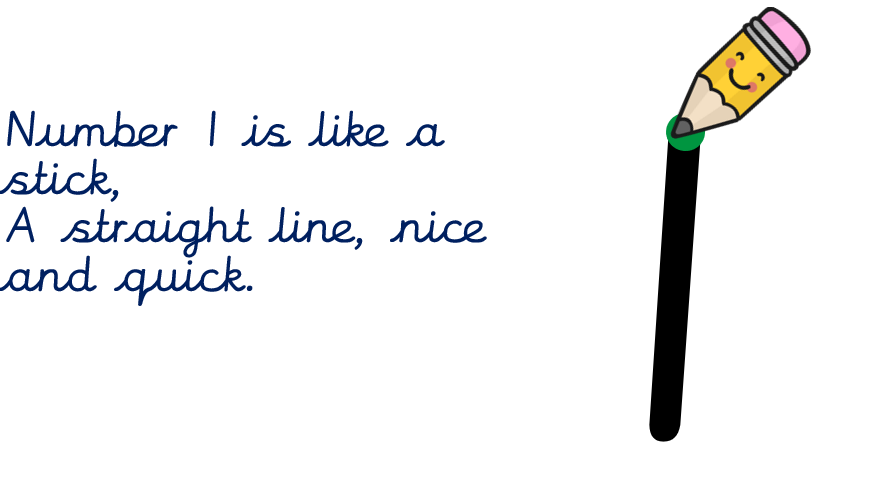 Number 1 is like a
stick,
A straight line, nice
and quick.